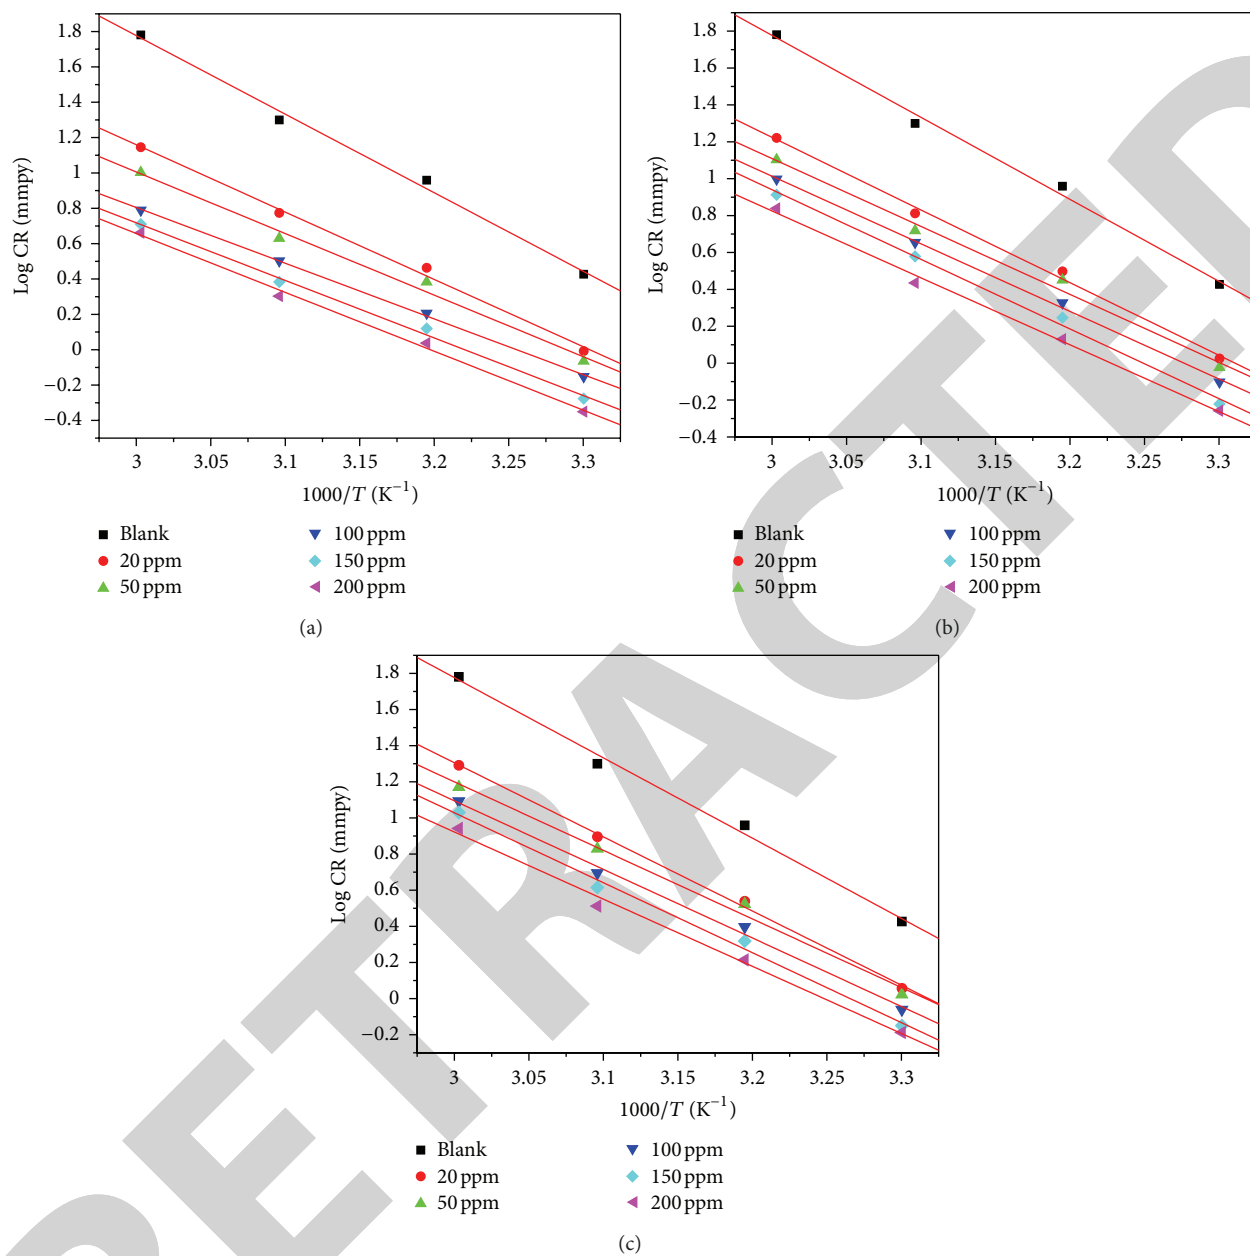 1.8
1.6
1.4
1.2
1
0.8
0.6
0.4
0.2
0
−0.2
−0.4
Log CR (mmpy)
3 3.05 3.1 3.15 3.2 3.25 3.3
1000/T (K⁻¹)
Blank 100 ppm
20 ppm 150 ppm
50 ppm 200 ppm
(a)
1.8
1.6
1.4
1.2
1
0.8
0.6
0.4
0.2
0
−0.2
−0.4
Log CR (mmpy)
3 3.05 3.1 3.15 3.2 3.25 3.3
1000/T (K⁻¹)
Blank 100 ppm
20 ppm 150 ppm
50 ppm 200 ppm
(b)
1.8
1.6
1.4
1.2
1
0.8
0.6
0.4
0.2
0
−0.2
Log CR (mmpy)
3 3.05 3.1 3.15 3.2 3.25 3.3
1000/T (K⁻¹)
Blank 100 ppm
20 ppm 150 ppm
50 ppm 200 ppm
(c)
RETRACTED